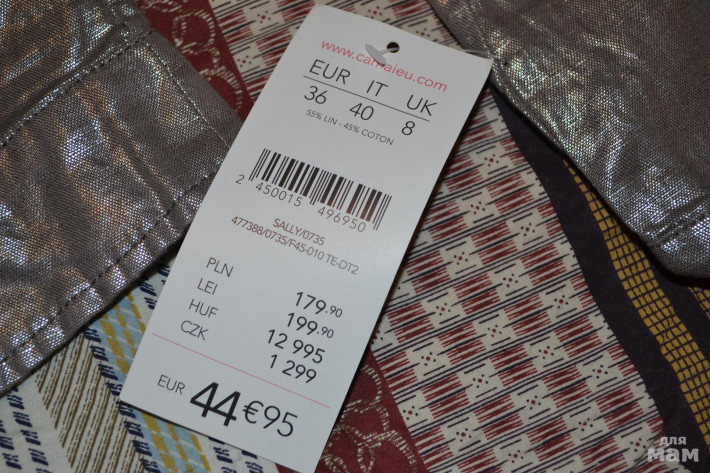 www.camaieu.com
EUR IT UK
36 40 8
55% LIN - 45% COTON
2 450015 496950
SALLY/0735
477388/0735/F45-010 TE-DT2
PLN 179.90
LEI 199.90
HUF 12 995
CZK 1 299
EUR 44€95
для
мам